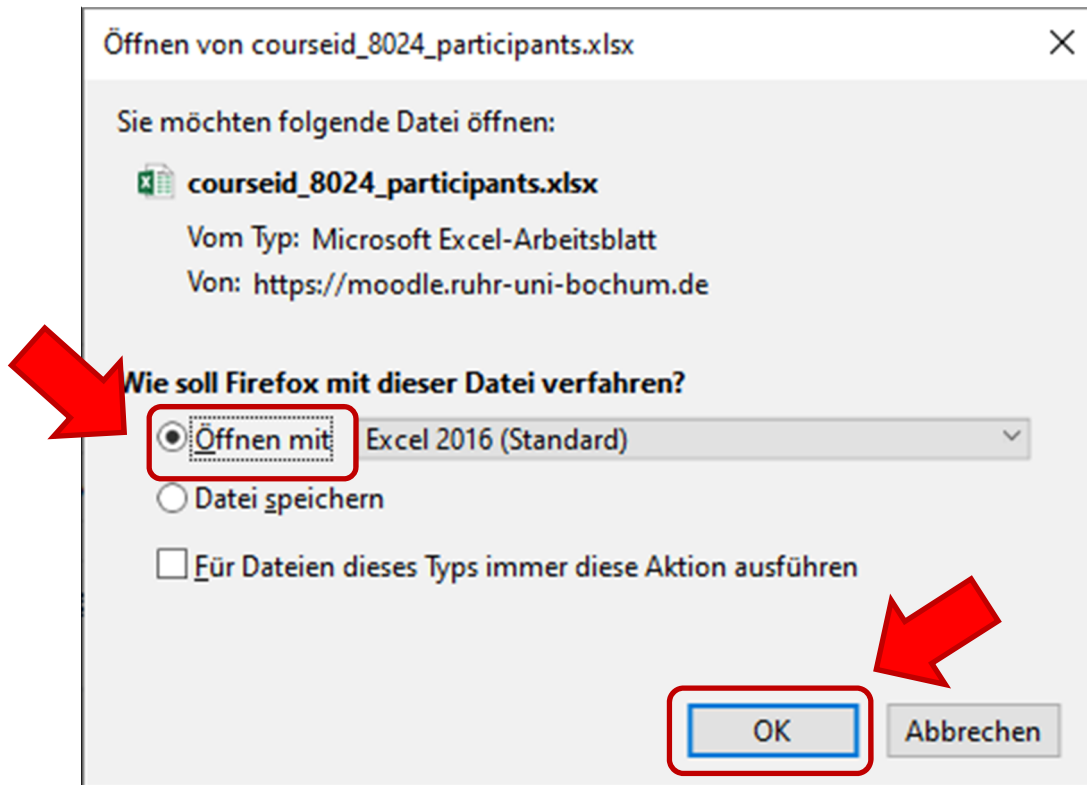 Öffnen von courseid_8024_participants.xlsx
Sie möchten folgende Datei öffnen:
courseid_8024_participants.xlsx
Vom Typ: Microsoft Excel-Arbeitsblatt
Von: https://moodle.ruhr-uni-bochum.de
Wie soll Firefox mit dieser Datei verfahren?
Öffnen mit Excel 2016 (Standard)
Datei speichern
Für Dateien dieses Typs immer diese Aktion ausführen
OK Abbrechen